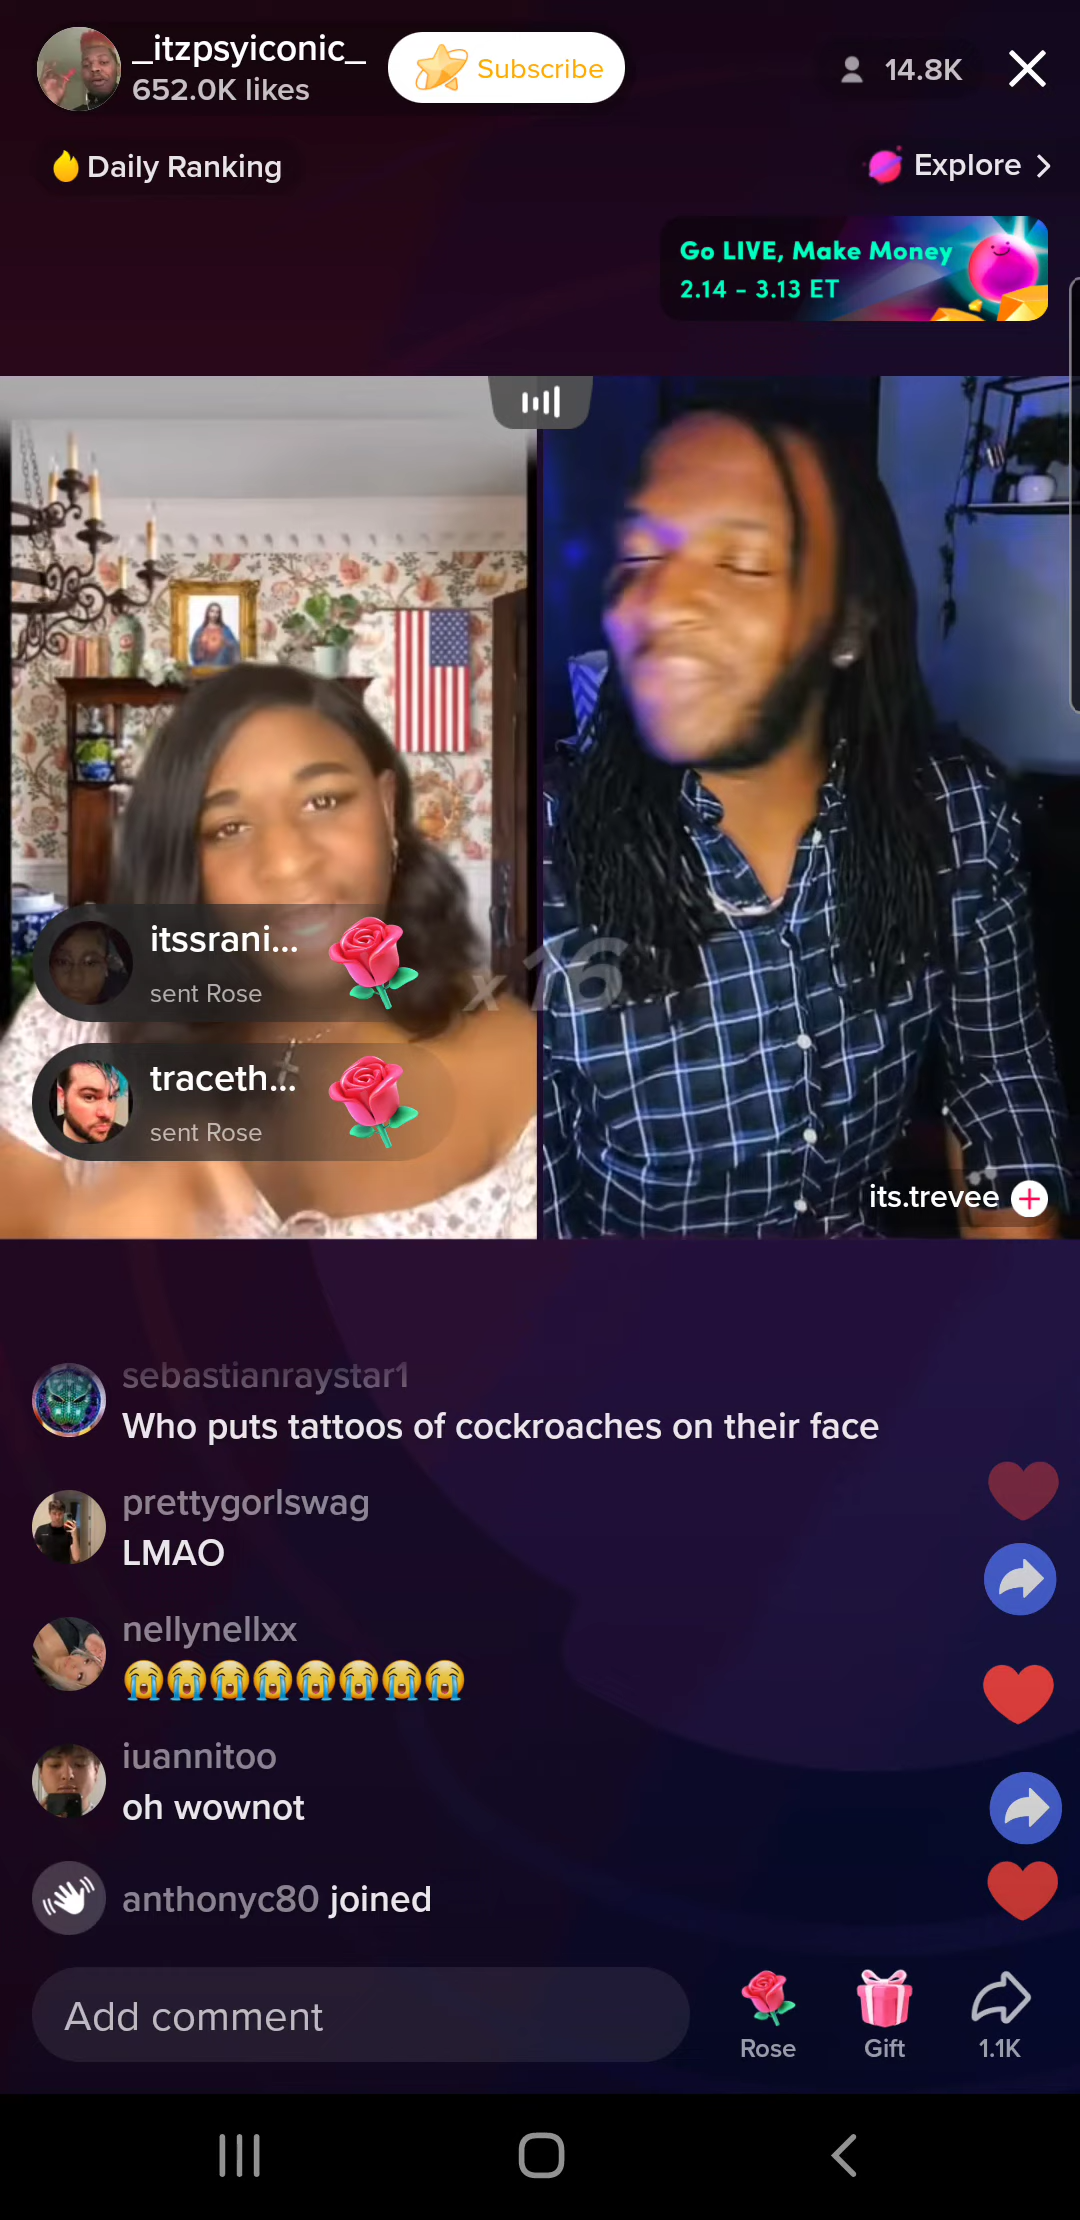 _itzpsyiconic_
652.0K likes
Subscribe
14.8K
Daily Ranking
Explore
Go LIVE, Make Money
2.14 - 3.13 ET
itssrani...
sent Rose
x 16
traceth...
sent Rose
its.trevee
sebastianraystar1
Who puts tattoos of cockroaches on their face
prettygorlswag
LMAO
nellynellxx
😭😭😭😭😭😭😭😭
iuannitoo
oh wownot
anthonyc80 joined
Add comment
Rose
Gift
1.1K